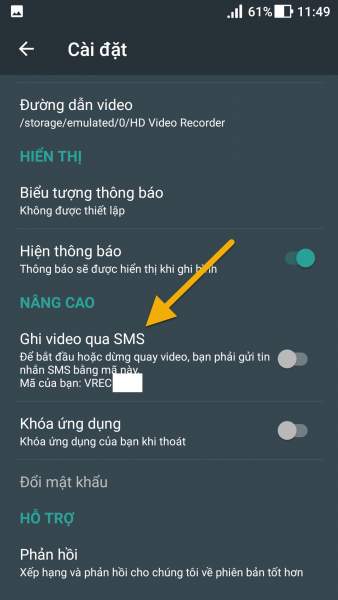 61% 11:49
Cài đặt
Đường dẫn video
/storage/emulated/0/HD Video Recorder
HIỂN THỊ
Biểu tượng thông báo
Không được thiết lập
Hiện thông báo
Thông báo sẽ được hiển thị khi ghi hình
NÂNG CAO
Ghi video qua SMS
Để bắt đầu hoặc dừng quay video, bạn phải gửi tin
nhắn SMS bằng mã này
Mã của bạn: VREC
Khóa ứng dụng
Khóa ứng dụng của bạn khi thoát
Đổi mật khẩu
HỖ TRỢ
Phản hồi
Xếp hạng và phản hồi cho chúng tôi về phiên bản tốt hơn